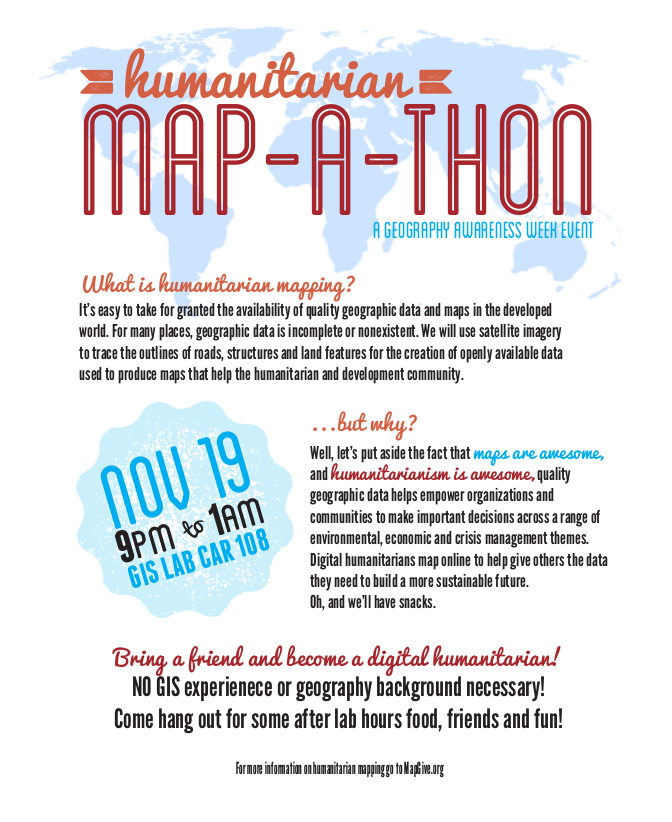 humanitarian
MAP-A-THON
A GEOGRAPHY AWARENESS WEEK EVENT
What is humanitarian mapping?
It's easy to take for granted the availability of quality geographic data and maps in the developed
world. For many places, geographic data is incomplete or nonexistent. We will use satellite imagery
to trace the outlines of roads, structures and land features for the creation of openly available data
used to produce maps that help the humanitarian and development community.
NOV 19
9PM to 1AM
GIS LAB CAR 108
...but why?
Well, let's put aside the fact that maps are awesome,
and humanitarianism is awesome, quality
geographic data helps empower organizations and
communities to make important decisions across a range of
environmental, economic and crisis management themes.
Digital humanitarians map online to help give others the data
they need to build a more sustainable future.
Oh, and we'll have snacks.
Bring a friend and become a digital humanitarian!
NO GIS experienece or geography background necessary!
Come hang out for some after lab hours food, friends and fun!
For more information on humanitarian mapping go to MapGive.org